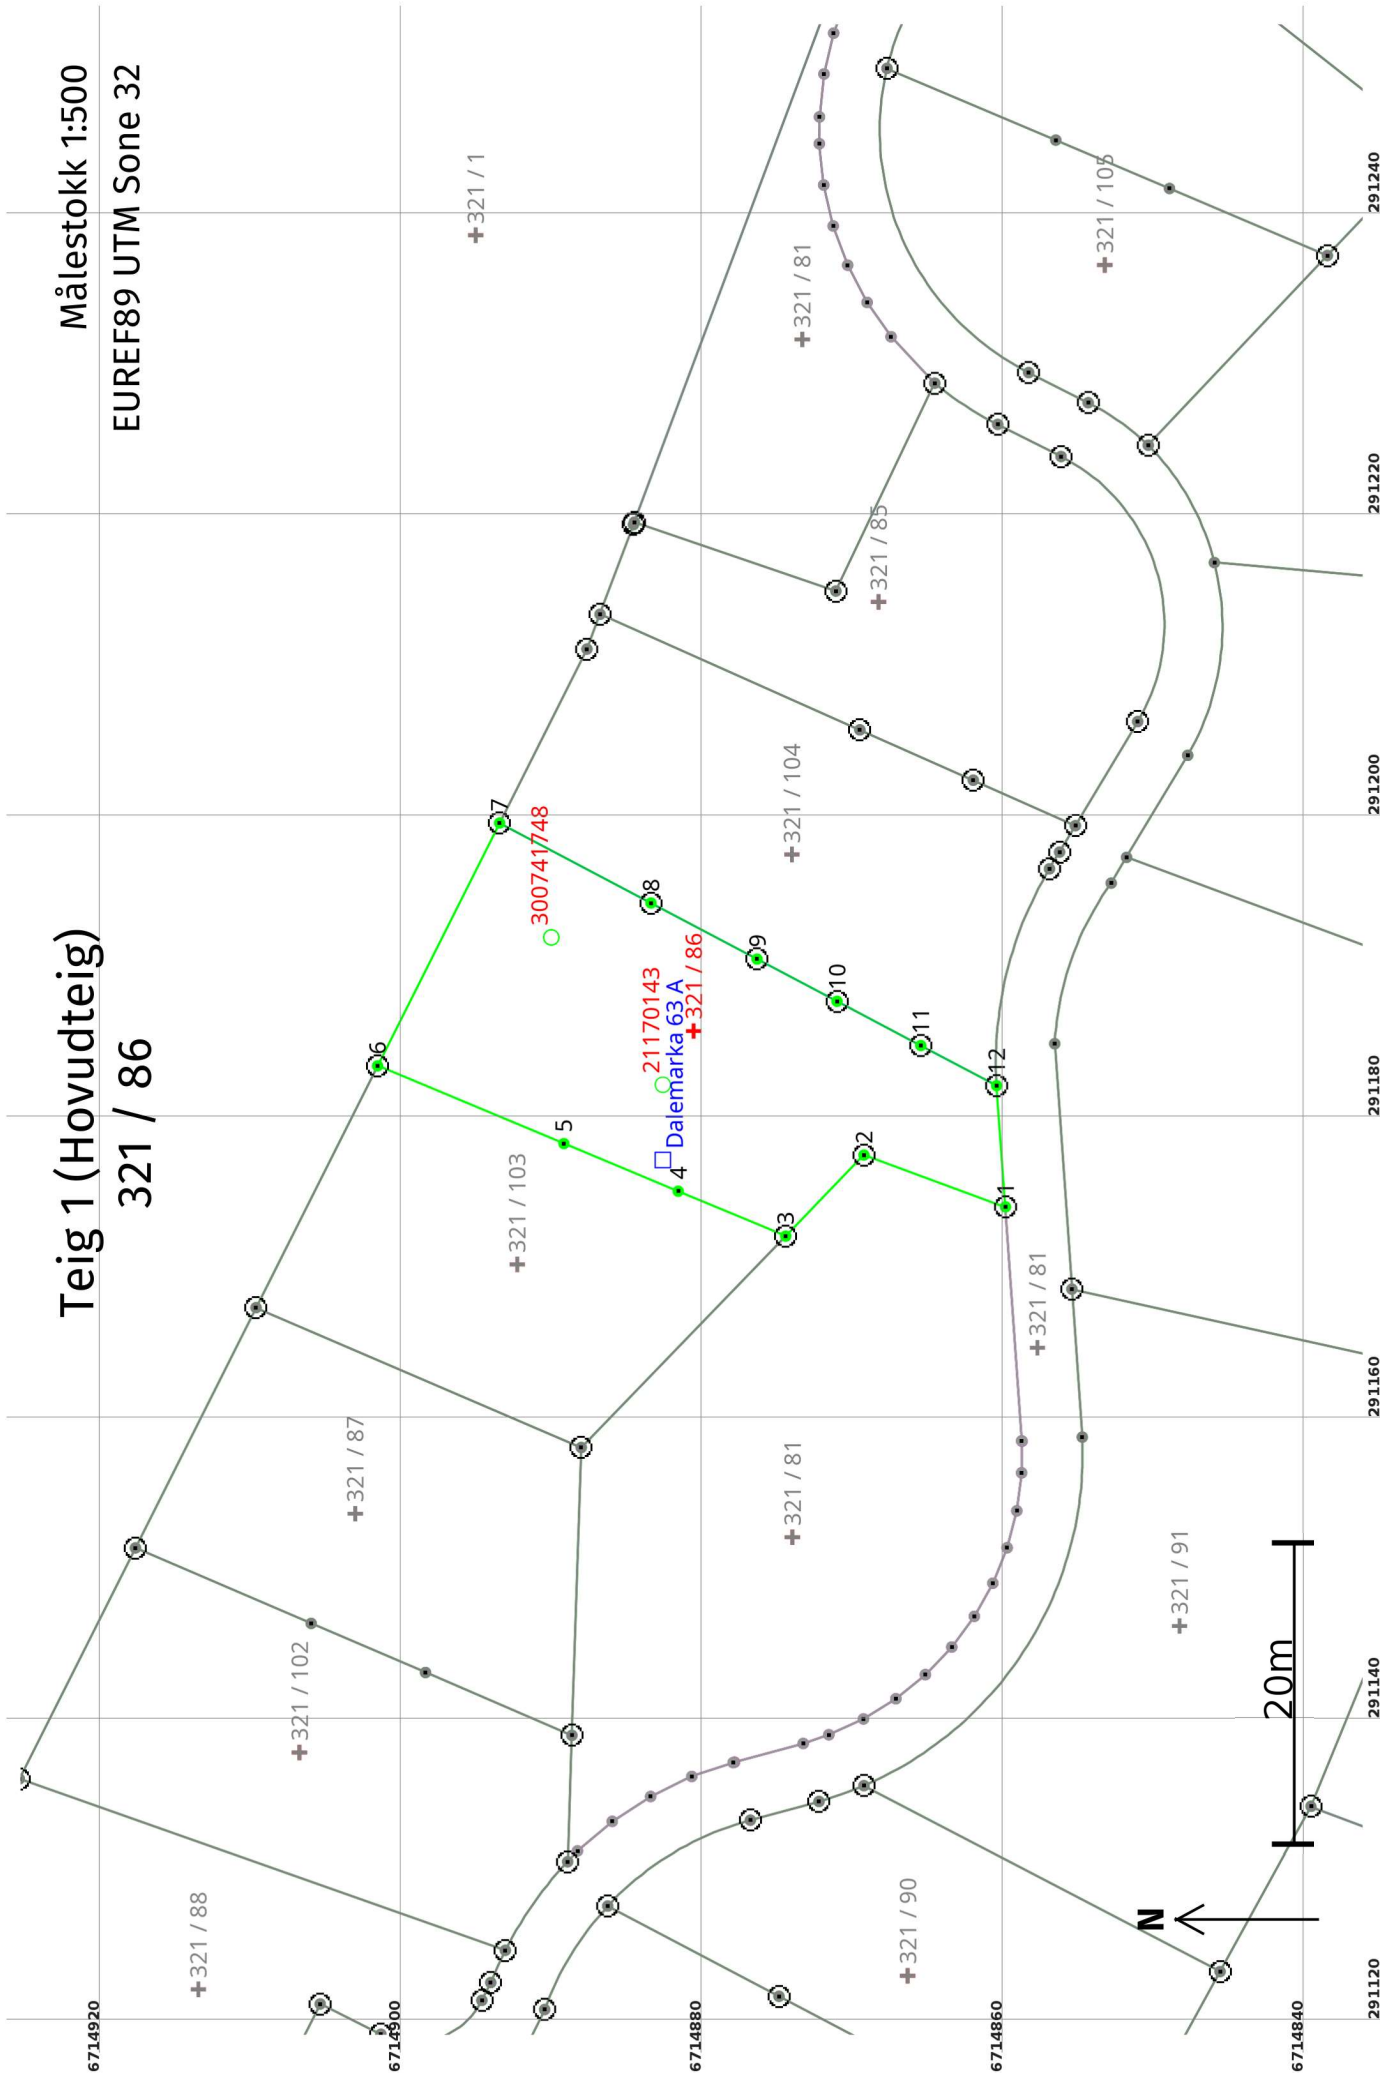 Teig 1 (Hovudteig)
321 / 86
Målestokk 1:500
EUREF89 UTM Sone 32
6714920
6714900
6714880
6714860
6714840
291120
291140
291160
291180
291200
291220
291240
321 / 88
321 / 102
321 / 87
321 / 103
321 / 1
321 / 81
321 / 104
321 / 85
321 / 81
321 / 105
321 / 81
321 / 90
321 / 91
300741748
21170143
Dalemarka 63 A
321 / 86
1
2
3
4
5
6
7
8
9
10
11
12
N
20m